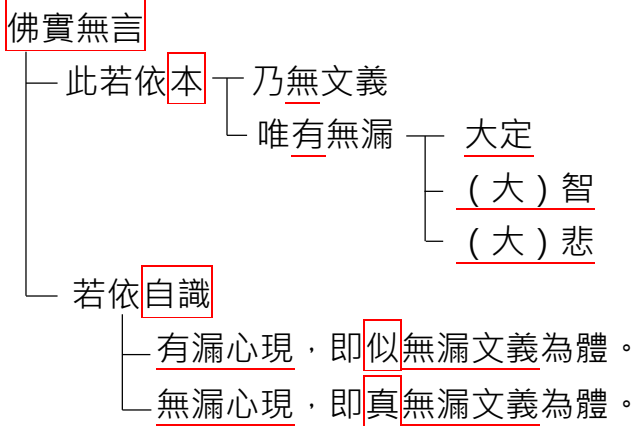 佛實無言
此若依本 乃無文義
唯有無漏 大定
（大）智
（大）悲
若依自識
有漏心現，即似無漏文義為體。
無漏心現，即真無漏文義為體。